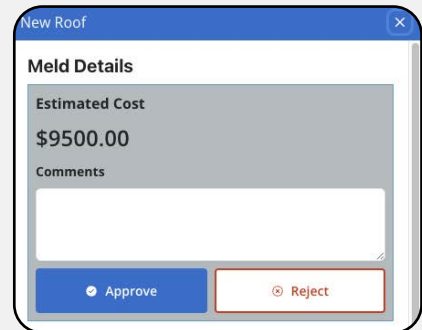 New Roof
Meld Details
Estimated Cost
$9500.00
Comments
Approve
Reject